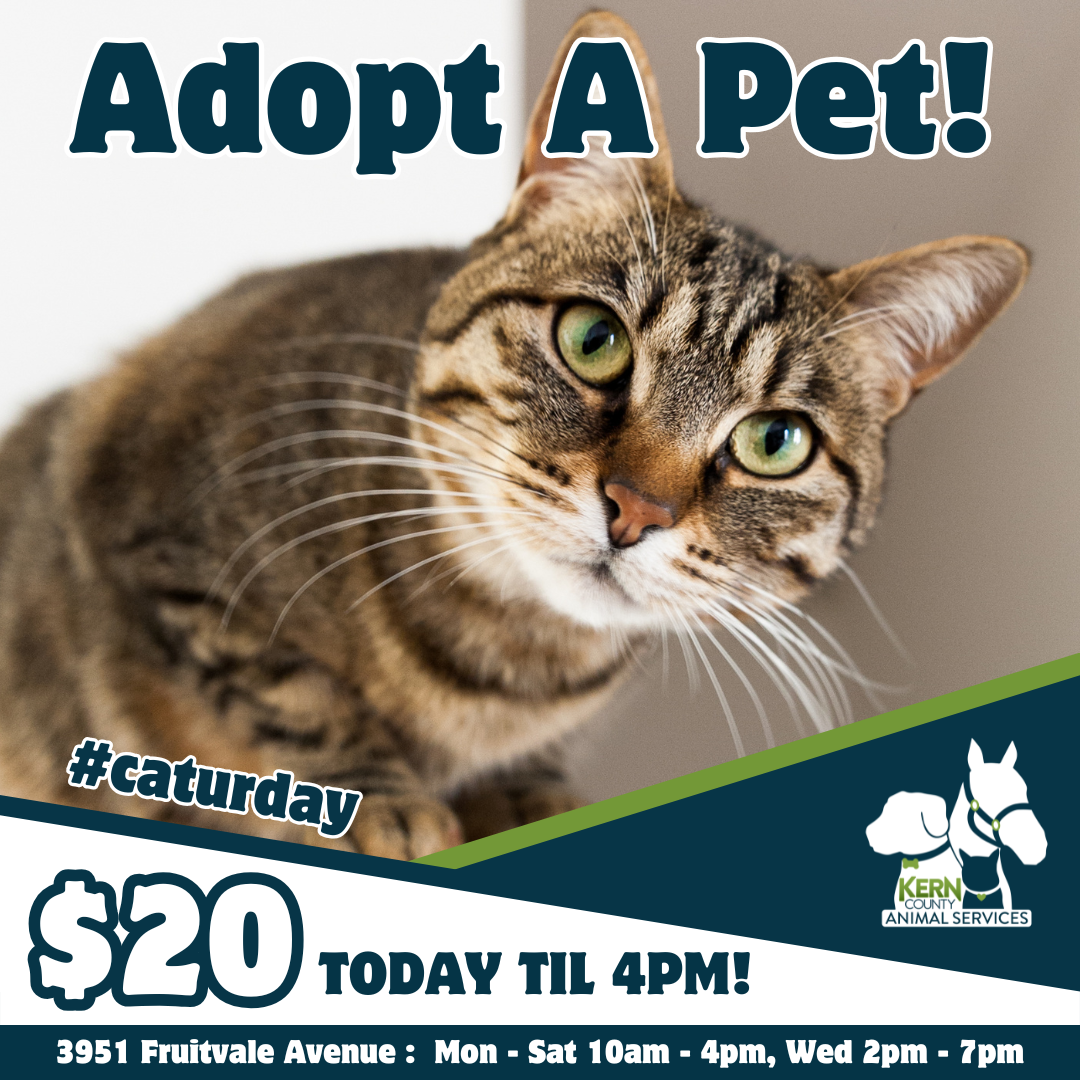 Adopt A Pet!
#caturday
$20 TODAY TIL 4PM!
KERN
COUNTY
ANIMAL SERVICES
3951 Fruitvale Avenue : Mon - Sat 10am - 4pm, Wed 2pm - 7pm